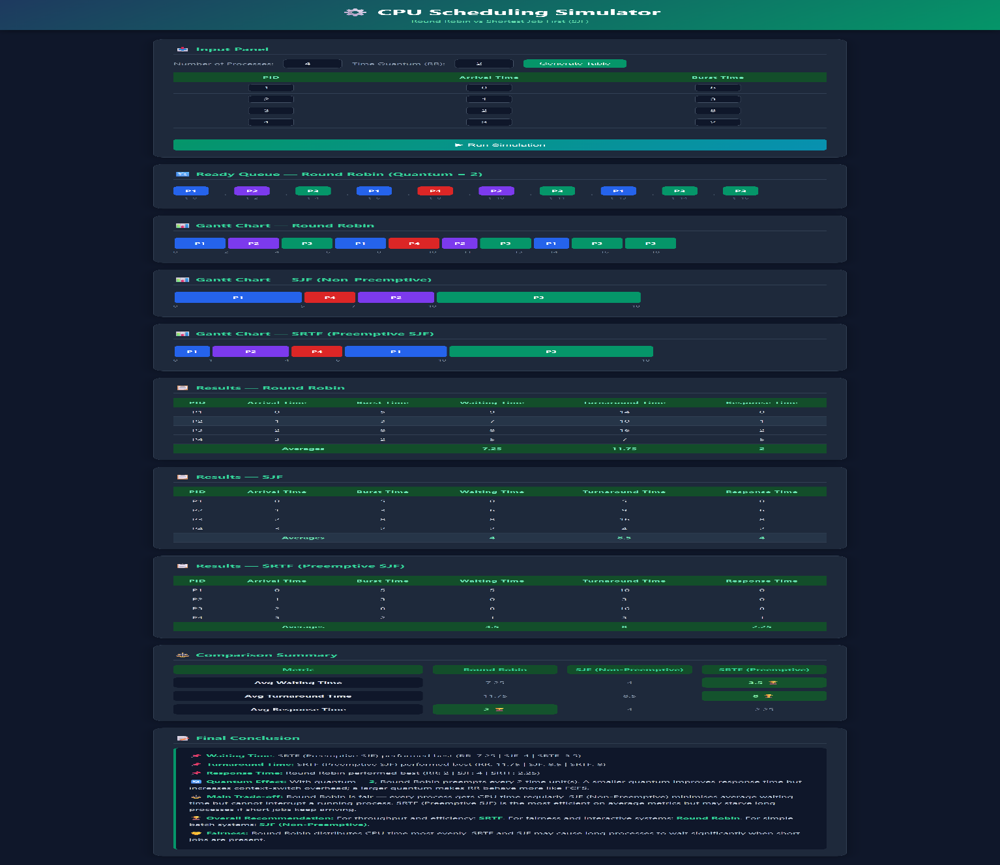 CPU Scheduling Simulator
Round Robin vs Shortest Job First (SJF)
Input Panel
Number of Processes: 4 Time Quantum (RR): 2 Generate Table
PID Arrival Time Burst Time
1 0
2 1 3
3 2 8
4 3 2
▶ Run Simulation
Ready Queue — Round Robin (Quantum = 2)
P1 P2 P3 P1 P4 P2 P3 P1 P3 P3
Gantt Chart — Round Robin
P1 P2 P3 P1 P4 P2 P3 P1 P3 P3
0 2 4 6 8 10 11 13 14 16 18
Gantt Chart — SJF (Non-Preemptive)
P1 P4 P2 P3
0 5 7 10 18
Gantt Chart — SRTF (Preemptive SJF)
P1 P2 P4 P1 P3
0 1 4 6 10 18
Results — Round Robin
PID Arrival Time Burst Time Waiting Time Turnaround Time Response Time
P1 0 5 9 14 0
P2 1 3 7 10 1
P3 2 8 8 16 2
P4 3 2 5 7 5
Averages 7.25 11.75 2
Results — SJF
PID Arrival Time Burst Time Waiting Time Turnaround Time Response Time
P1 0 5 0 5 0
P2 1 3 6 9 6
P3 2 8 8 16 8
P4 3 2 2 4 2
Averages 4 8.5 4
Results — SRTF (Preemptive SJF)
PID Arrival Time Burst Time Waiting Time Turnaround Time Response Time
P1 0 5 5 10 0
P2 1 3 0 3 0
P3 2 8 8 16 8
P4 3 2 1 3 1
Averages 3.5 8 2.25
Comparison Summary
Metric Round Robin SJF (Non-Preemptive) SRTF (Preemptive)
Avg Waiting Time 7.25 4 3.5
Avg Turnaround Time 11.75 8.5 8
Avg Response Time 2 4 2.25
Final Conclusion
Waiting Time: SRTF (Preemptive SJF) performed best (RR: 7.25 | SJF: 4 | SRTF: 3.5)
Turnaround Time: SRTF (Preemptive SJF) performed best (RR: 11.75 | SJF: 8.5 | SRTF: 8)
Response Time: Round Robin performed best (RR: 2 | SJF: 4 | SRTF: 2.25)
Quantum Effect: With quantum = 2, Round Robin preempts every 2 time unit(s). A smaller quantum improves response time but
increases context-switch overhead; a larger quantum makes RR behave more like FCFS.
Main Trade-off: Round Robin is fair — every process gets CPU time regularly. SJF (Non-Preemptive) minimises average waiting
time but cannot interrupt a running process. SRTF (Preemptive SJF) is the most efficient on average metrics but may starve long
processes if short jobs keep arriving.
Overall Recommendation: For throughput and efficiency: SRTF. For fairness and interactive systems: Round Robin. For simple
batch systems: SJF (Non-Preemptive).
Fairness: Round Robin distributes CPU time most evenly. SRTF and SJF may cause long processes to wait significantly when short
jobs are present.